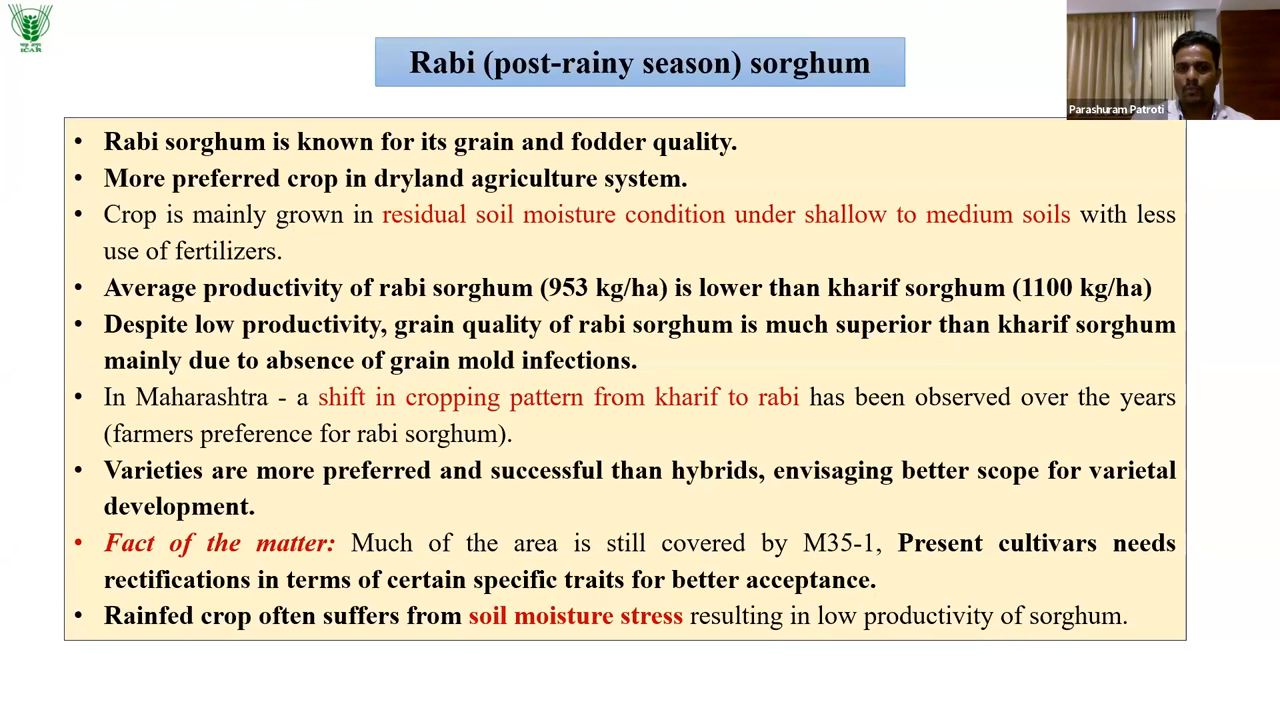 ICAR
Rabi (post-rainy season) sorghum
Parashuram Patroti
• Rabi sorghum is known for its grain and fodder quality.
• More preferred crop in dryland agriculture system.
• Crop is mainly grown in residual soil moisture condition under shallow to medium soils with less
use of fertilizers.
• Average productivity of rabi sorghum (953 kg/ha) is lower than kharif sorghum (1100 kg/ha)
• Despite low productivity, grain quality of rabi sorghum is much superior than kharif sorghum
mainly due to absence of grain mold infections.
• In Maharashtra - a shift in cropping pattern from kharif to rabi has been observed over the years
(farmers preference for rabi sorghum).
• Varieties are more preferred and successful than hybrids, envisaging better scope for varietal
development.
• Fact of the matter: Much of the area is still covered by M35-1, Present cultivars needs
rectifications in terms of certain specific traits for better acceptance.
• Rainfed crop often suffers from soil moisture stress resulting in low productivity of sorghum.